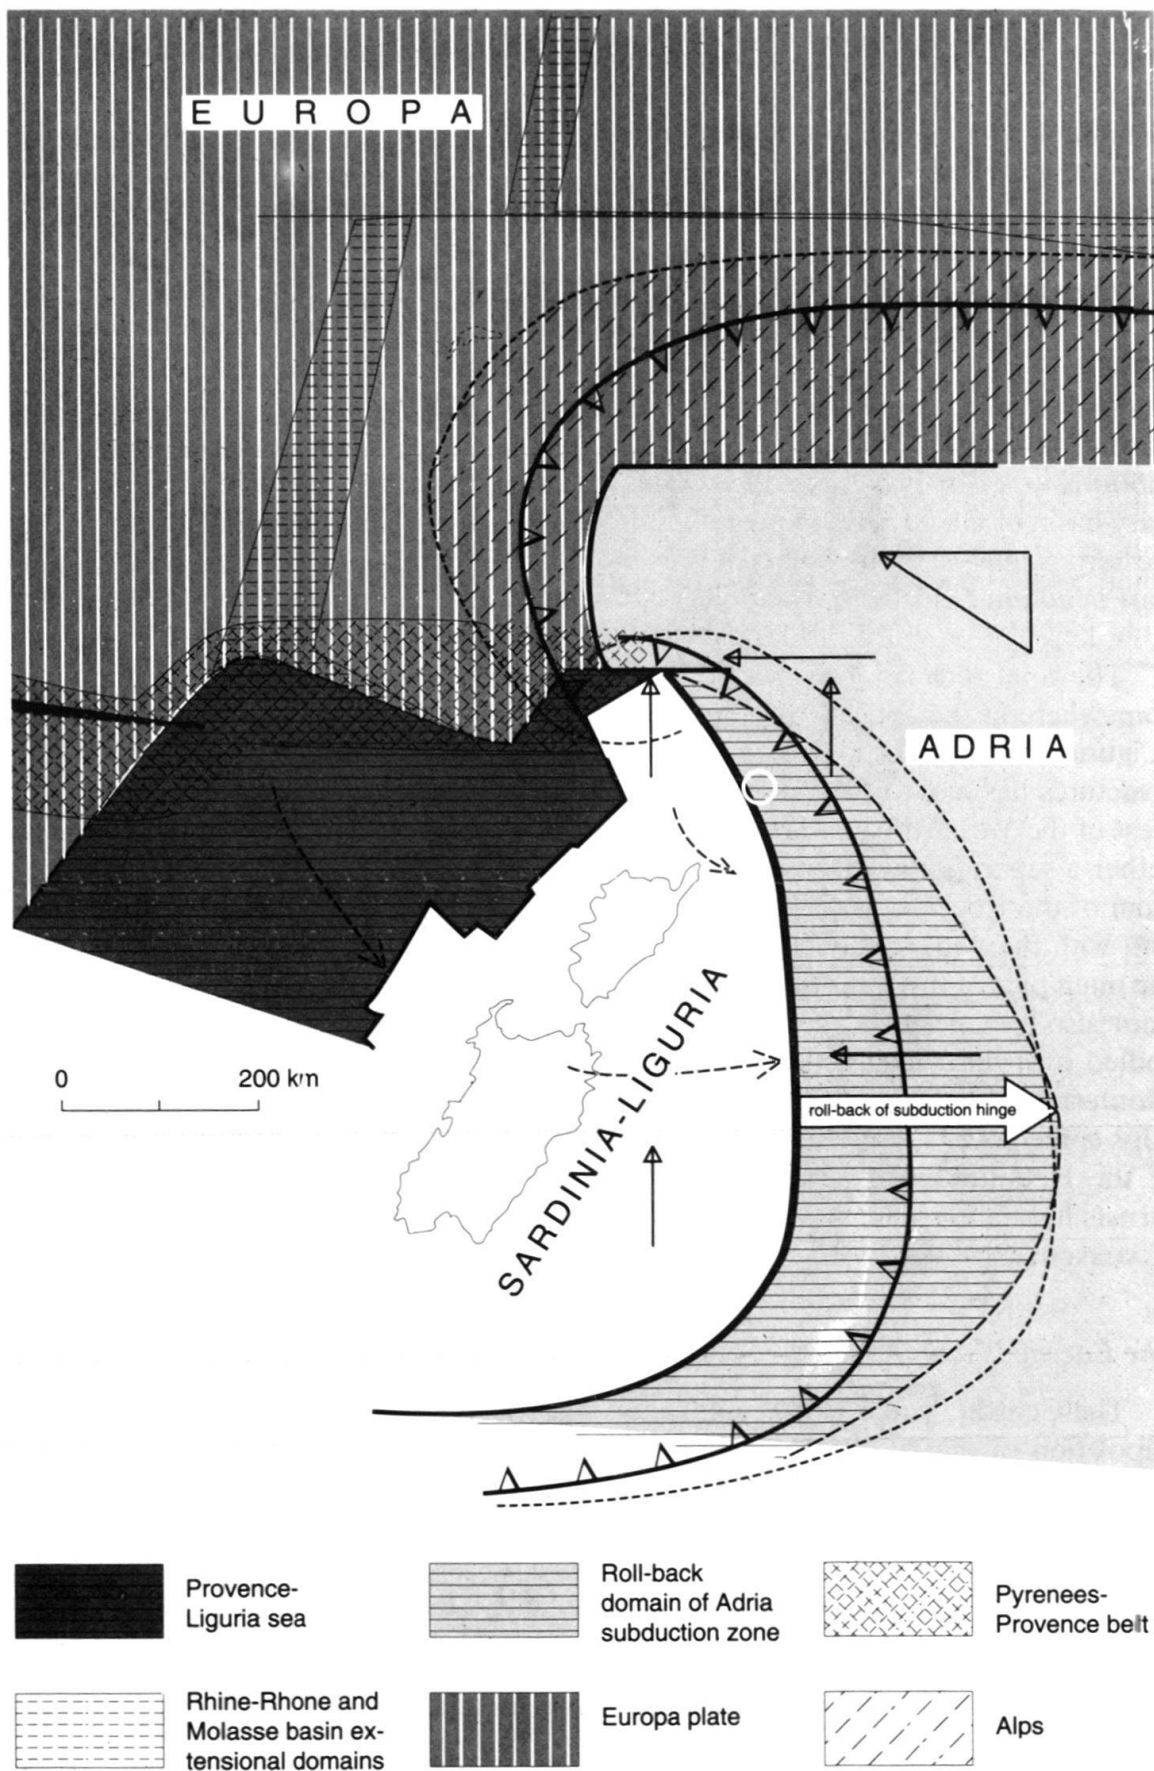 EUROPA
ADRIA
SARDINIA-LIGURIA
0 200 km
roll-back of subduction hinge
Provence-
Liguria sea
Roll-back
domain of Adria
subduction zone
Pyrenees-
Provence belt
Rhine-Rhone and
Molasse basin ex-
tensional domains
Europa plate
Alps